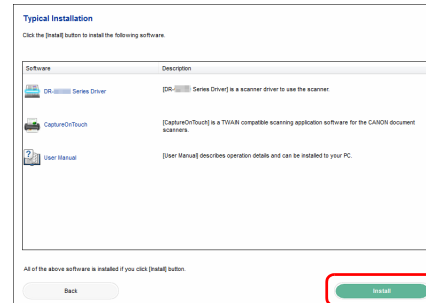 Typical Installation
Click the [Install] button to install the following software.
Software Description
DR- Series Driver [DR- Series Driver] is a scanner driver to use the scanner.
CaptureOnTouch [CaptureOnTouch] is a TWAIN compatible scanning application software for the CANON document
scanners.
User Manual [User Manual] describes operation details and can be installed to your PC.
All of the above software is installed if you click [Install] button.
Back Install